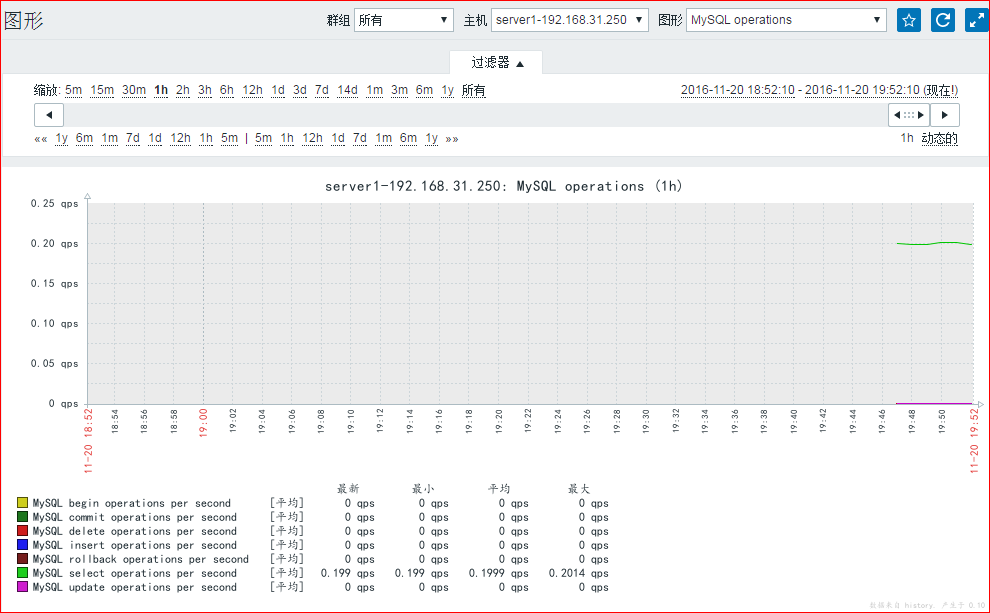 图形 群组 所有 主机 server1-192.168.31.250 图形 MySQL operations
过滤器
缩放: 5m 15m 30m 1h 2h 3h 6h 12h 1d 3d 7d 14d 1m 3m 6m 1y 所有 2016-11-20 18:52:10 - 2016-11-20 19:52:10 (现在!)
«« 1y 6m 1m 7d 1d 12h 1h 5m | 5m 1h 12h 1d 7d 1m 6m 1y »» 1h 动态的
server1-192.168.31.250: MySQL operations (1h)
0.25 qps
0.20 qps
0.15 qps
0.10 qps
0.05 qps
0 qps
11-20 18:52 18:54 18:56 18:58 19:00 19:02 19:04 19:06 19:08 19:10 19:12 19:14 19:16 19:18 19:20 19:22 19:24 19:26 19:28 19:30 19:32 19:34 19:36 19:38 19:40 19:42 19:44 19:46 19:48 19:50 11-20 19:52
最新 最小 平均 最大
MySQL begin operations per second [平均] 0 qps 0 qps 0 qps 0 qps
MySQL commit operations per second [平均] 0 qps 0 qps 0 qps 0 qps
MySQL delete operations per second [平均] 0 qps 0 qps 0 qps 0 qps
MySQL insert operations per second [平均] 0 qps 0 qps 0 qps 0 qps
MySQL rollback operations per second [平均] 0 qps 0 qps 0 qps 0 qps
MySQL select operations per second [平均] 0.199 qps 0.199 qps 0.1999 qps 0.2014 qps
MySQL update operations per second [平均] 0 qps 0 qps 0 qps 0 qps
数据来自 history. 产生于 0.10